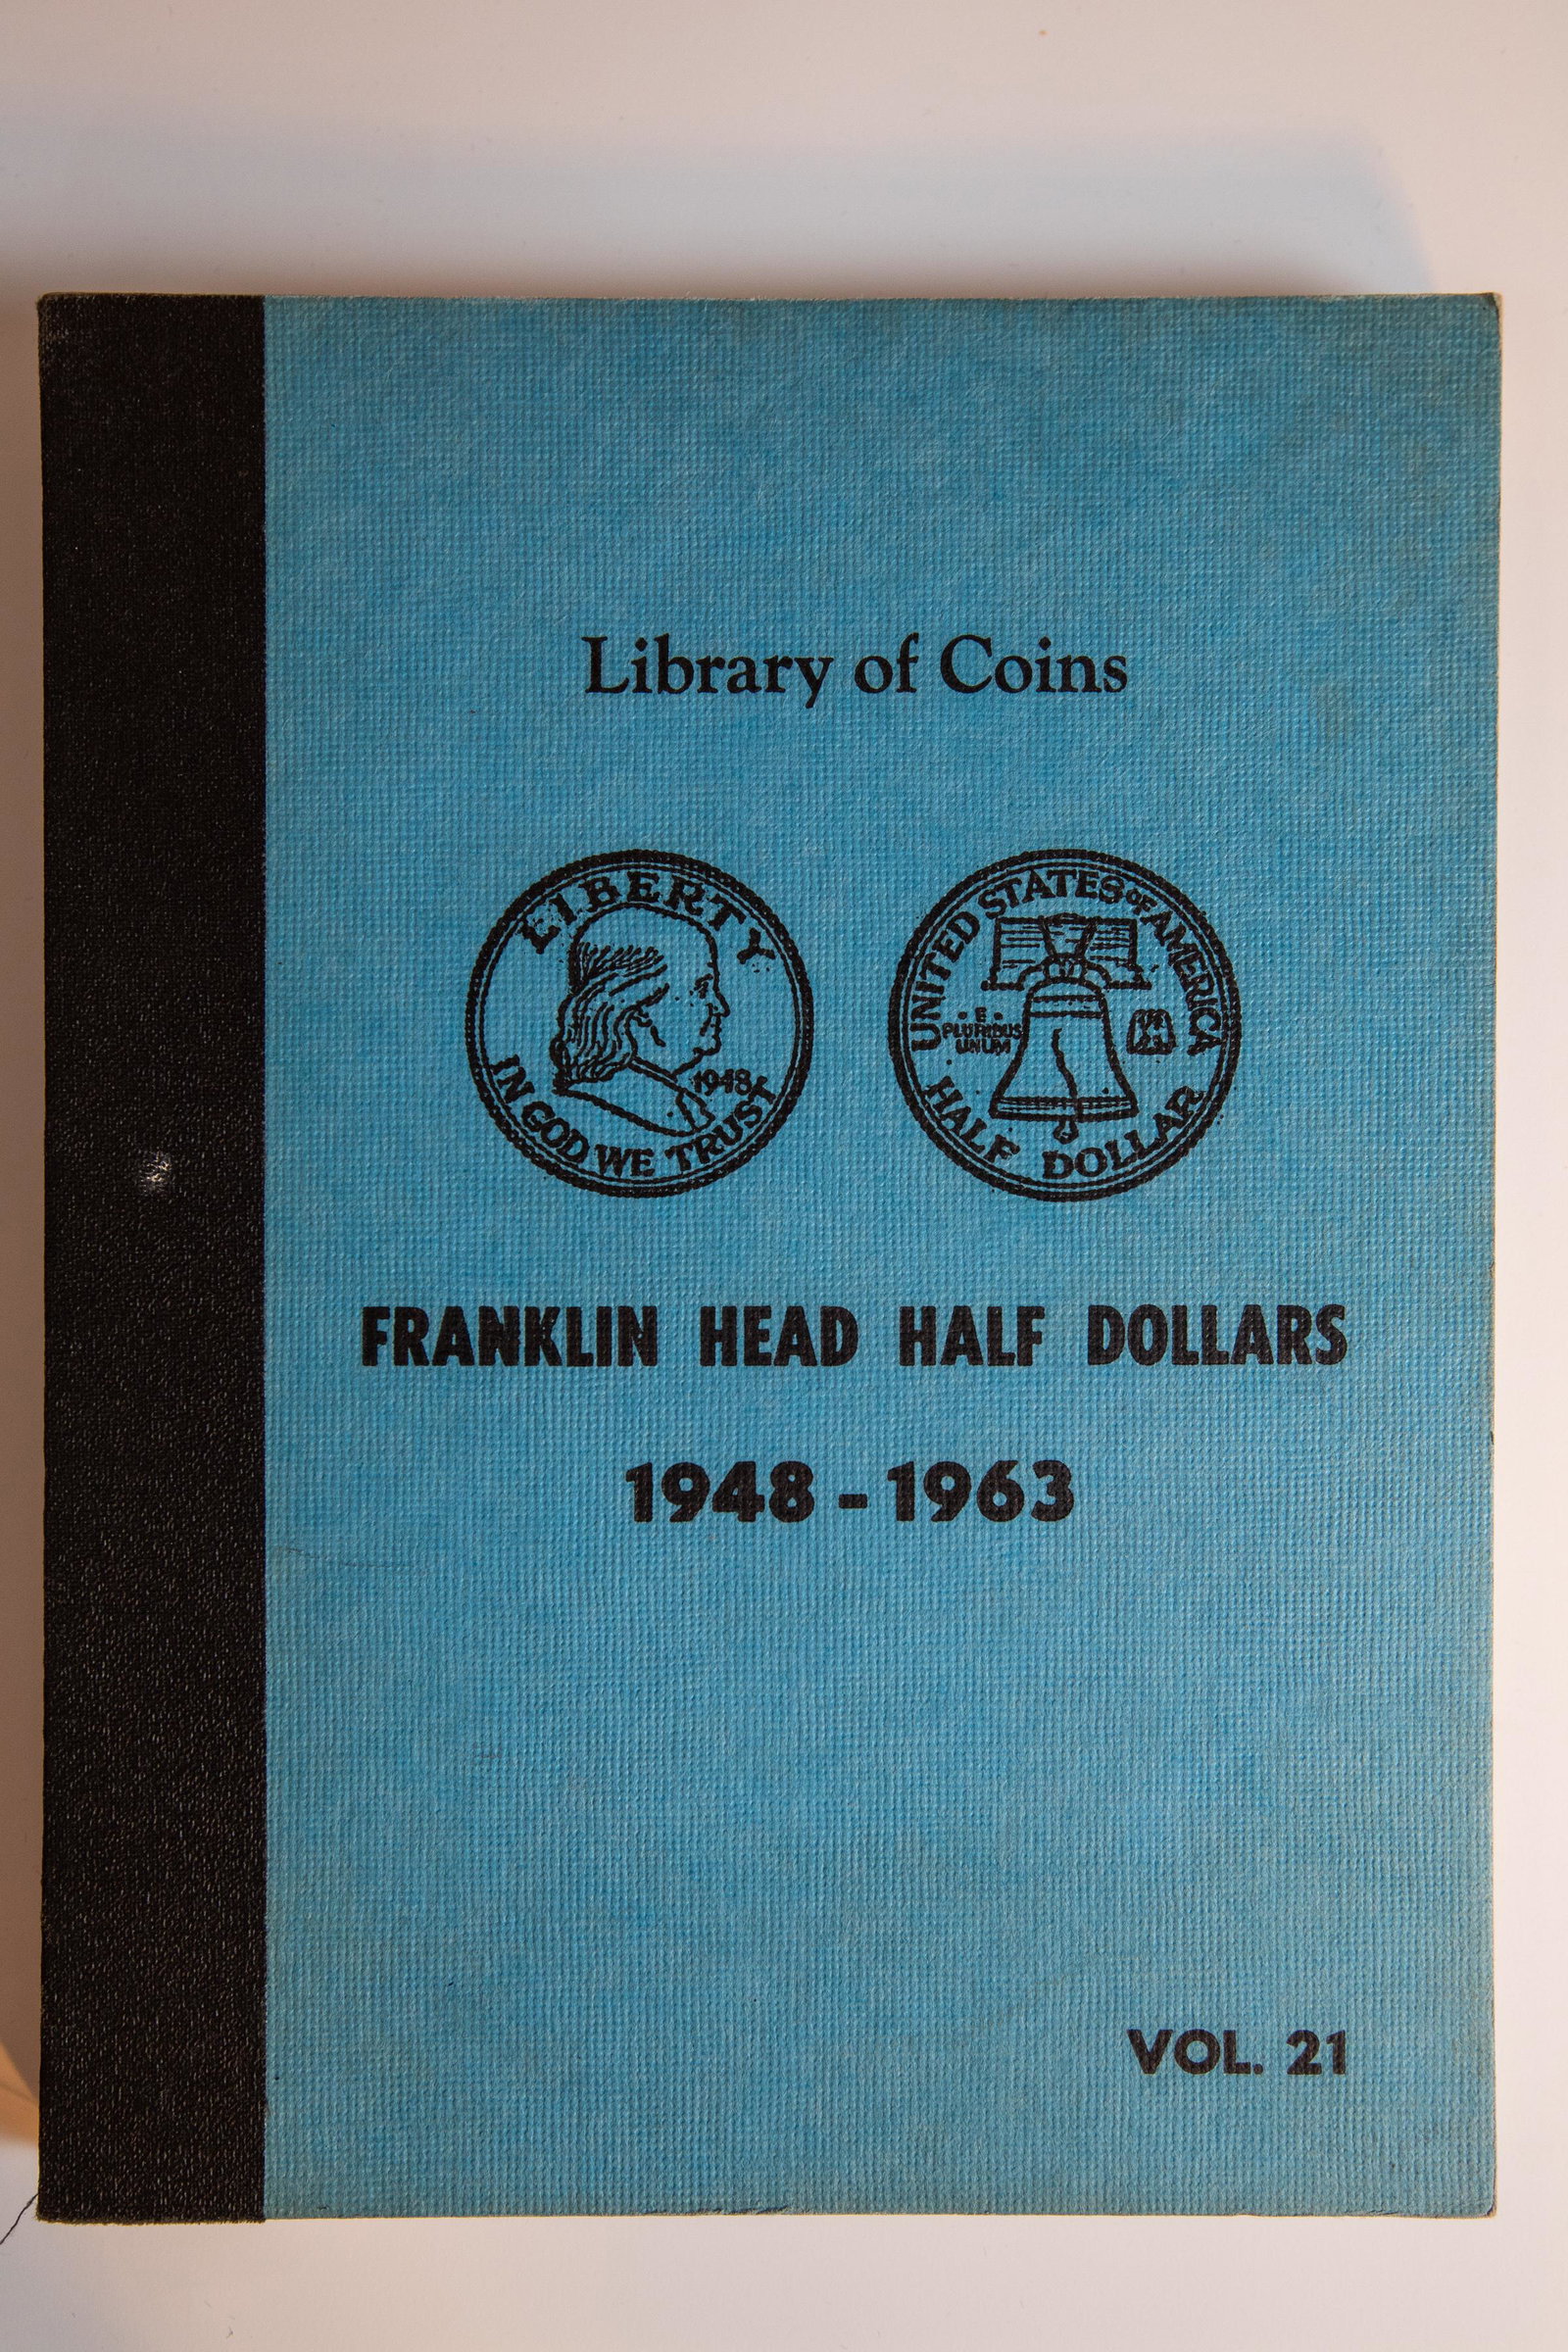 Library of Coins
LIBERTY
1948
IN GOD WE TRUST
UNITED STATES OF AMERICA
E
PLURIBUS
UNUM
HALF DOLLAR
FRANKLIN HEAD HALF DOLLARS
1948 - 1963
VOL. 21